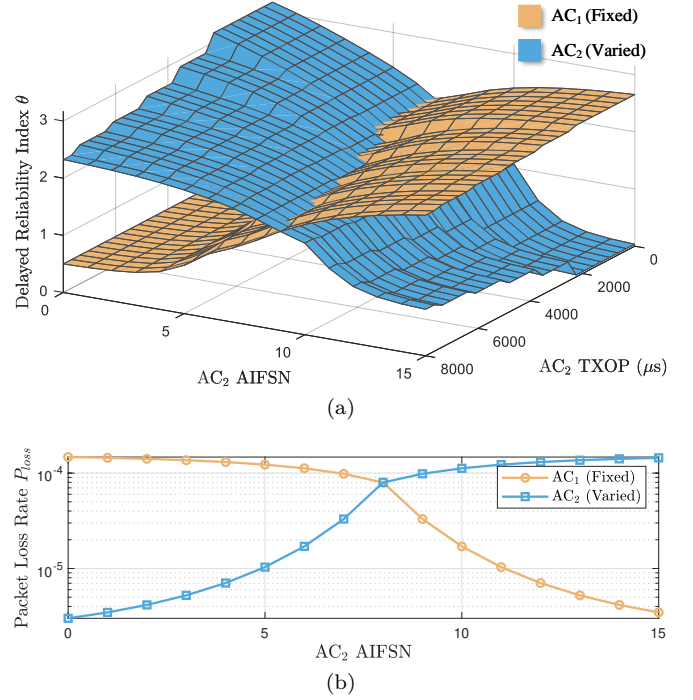 AC₁ (Fixed)
AC₂ (Varied)
Delayed Reliability Index θ
3
2
1
0
0
5
10
15
AC₂ AIFSN
0
2000
4000
6000
8000
AC₂ TXOP (μs)
(a)
Packet Loss Rate P_loss
10⁻⁴
10⁻⁵
AC₁ (Fixed)
AC₂ (Varied)
0
5
10
15
AC₂ AIFSN
(b)